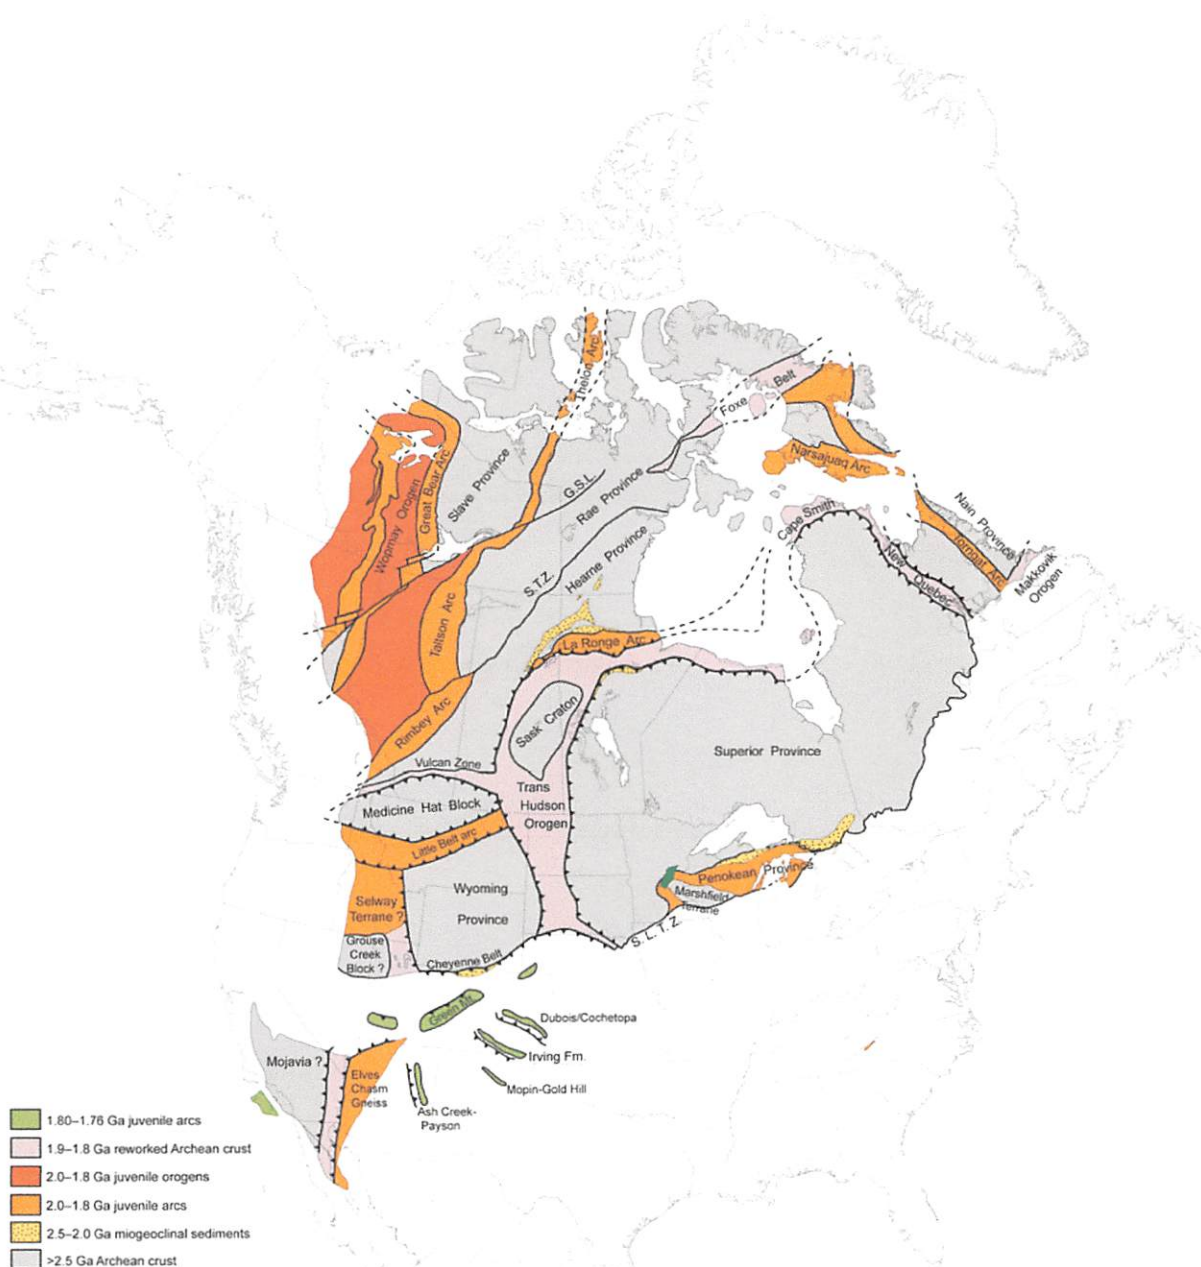 Thelon Arc
Foxe Belt
Narsajuaq Arc
Wopmay Orogen
Great Bear Arc
Slave Province
G.S.L.
Rae Province
S.T.Z.
Hearne Province
Cape Smith
New Quebec
Nain Province
Torngat Arc
Makkovik
Orogen
Taltson Arc
La Ronge Arc
Rimbey Arc
Sask Craton
Superior Province
Vulcan Zone
Trans
Hudson
Orogen
Medicine Hat Block
Little Belt arc
Penokean Province
Marshfield
Terrane
S.L.T.Z
Wyoming
Province
Selway
Terrane ?
Grouse
Creek
Block ?
Cheyenne Belt
Green Mt.
Dubois/Cochetopa
Irving Fm.
Mopin-Gold Hill
Mojavia ?
Elves
Chasm
Gneiss
Ash Creek-
Payson
1.80–1.76 Ga juvenile arcs
1.9–1.8 Ga reworked Archean crust
2.0–1.8 Ga juvenile orogens
2.0–1.8 Ga juvenile arcs
2.5–2.0 Ga miogeoclinal sediments
>2.5 Ga Archean crust